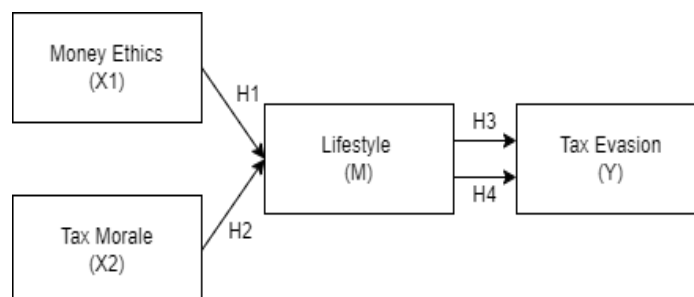 Money Ethics
(X1)
H1
Lifestyle
(M)
H3
H4
Tax Evasion
(Y)
Tax Morale
(X2)
H2